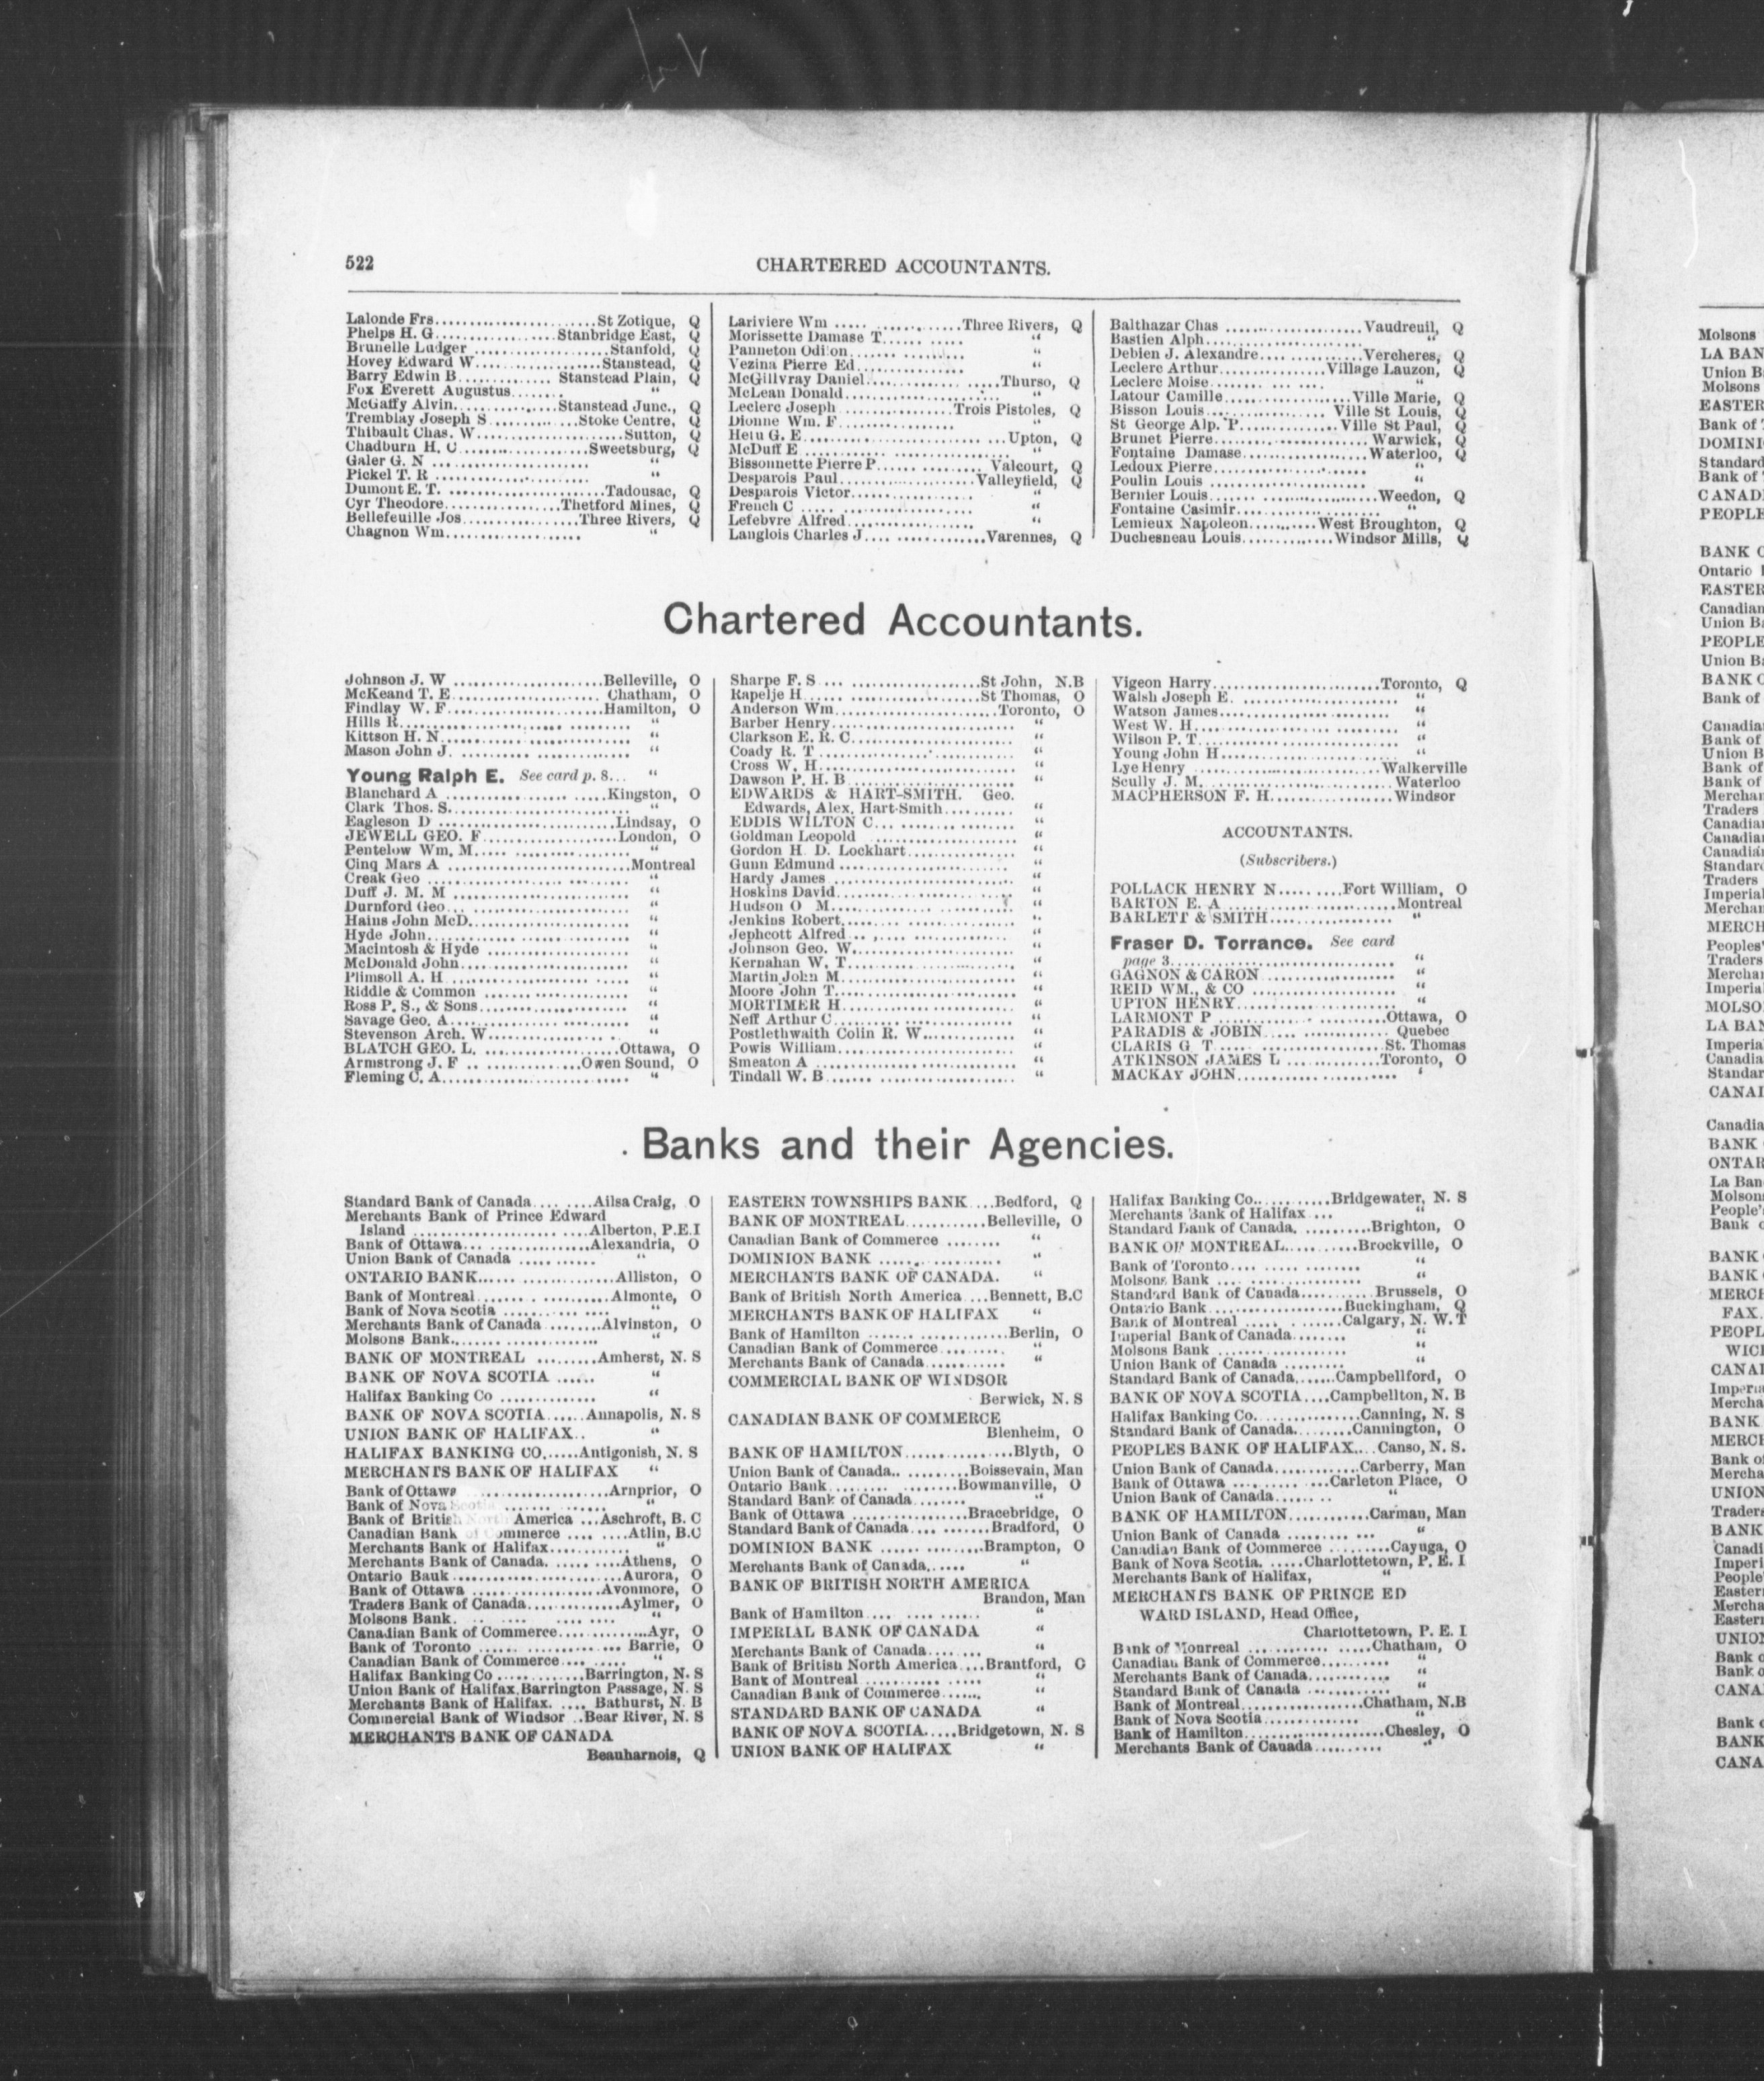 522
CHARTERED ACCOUNTANTS.
Lalonde Frs........................St Zotique, Q
Phelps H. G..................Stanbridge East, Q
Brunelle Ludger ....................Stanfold, Q
Hovey Edward W...................Stanstead, Q
Barry Edwin B.............. Stanstead Plain, Q
Fox Everett Augustus........ "
McGaffy Alvin...............Stanstead Junc., Q
Tremblay Joseph S .............Stoke Centre, Q
Thibault Chas. W......................Sutton, Q
Chadburn H. C...................Sweetsburg, Q
Galer G. N ........................... "
Pickel T. R ........................... "
Dumont E. T. .......................Tadousac, Q
Cyr Theodore.................Thetford Mines, Q
Bellefeuille Jos.................Three Rivers, Q
Chagnon Wm.................... "
Lariviere Wm ..... .............Three Rivers, Q
Morissette Damase T...... ...... "
Panneton Odilon....... ............ "
Vezina Pierre Ed................ "
McGillvray Daniel.................. .....Thurso, Q
McLean Donald....................... "
Leclerc Joseph .................Trois Pistoles, Q
Dionne Wm. F ................. "
Hetu G. E........................... ...Upton, Q
McDuff E ............ ................. "
Bissonnette Pierre P................ Valcourt, Q
Desparois Paul......................Valleyfield, Q
Desparois Victor.................. "
French C ..... ................... "
Lefebvre Alfred................... "
Langlois Charles J.... .............Varennes, Q
Balthazar Chas .....................Vaudreuil, Q
Bastien Alph........................ "
Debien J. Alexandre.................Vercheres, Q
Leclerc Arthur................Village Lauzon, Q
Leclerc Moise........ ... .... "
Latour Camille....................Ville Marie, Q
Bisson Louis.................. Ville St Louis, Q
St George Alp. P..............Ville St Paul, Q
Brunet Pierre........................Warwick, Q
Fontaine Damase...................Waterloo, Q
Ledoux Pierre....................... "
Poulin Louis ....................... "
Bernier Louis....... .................Weedon, Q
Fontaine Casimir...................... "
Lemieux Napoleon..........West Broughton, Q
Duchesneau Louis..............Windsor Mills, Q
Chartered Accountants.
Johnson J. W ......................Belleville, O
McKeand T. E...................... Chatham, O
Findlay W. F.......................Hamilton, O
Hills R................................ "
Kittson H. N.......................... "
Mason John J. ........................ "
Young Ralph E. See card p. 8... "
Blanchard A .......................Kingston, O
Clark Thos. S.......................... "
Eagleson D ..........................Lindsay, O
JEWELL GEO. F....................London, O
Pentelow Wm. M..... ................. "
Cinq Mars A ..........................Montreal
Creak Geo ............................ "
Duff J. M. M ......................... "
Durnford Geo... ...................... "
Hains John McD....................... "
Hyde John............................. "
Macintosh & Hyde ..................... "
McDonald John......................... "
Plimsoll A. H ........................ "
Riddle & Common ...................... "
Ross P. S., & Sons..................... "
Savage Geo. A......................... "
Stevenson Arch. W..................... "
BLATCH GEO. L. ....................Ottawa, O
Armstrong J. F .. ..............Owen Sound, O
Fleming C. A........................... "
Sharpe F. S .... ....................St John, N.B
Rapelje H ..........................St Thomas, O
Anderson Wm........................Toronto, O
Barber Henry.......................... "
Clarkson E. R. C....................... "
Coady R. T ............................ "
Cross W. H............................ "
Dawson P. H. B ....................... "
EDWARDS & HART-SMITH. Geo.
Edwards, Alex. Hart-Smith.......... "
EDDIS WILTON C... ................... "
Goldman Leopold ..................... "
Gordon H. D. Lockhart................ "
Gunn Edmund ......................... "
Hardy James .......................... "
Hoskins David.......................... "
Hudson O M........................... "
Jenkins Robert......................... "
Jephcott Alfred ....................... "
Johnson Geo. W........................ "
Kernahan W. T........................ "
Martin John M......................... "
Moore John T.......................... "
MORTIMER H ......................... "
Neff Arthur C.......................... "
Postlethwaith Colin R. W............. "
Powis William......................... "
Smeaton A ............................ "
Tindall W. B .......................... "
Vigeon Harry.........................Toronto, Q
Walsh Joseph E. ....................... "
Watson James......................... "
West W. H............................. "
Wilson P. T............................ "
Young John H.......................... "
Lye Henry ...........................Walkerville
Scully J. M. ...........................Waterloo
MACPHERSON F. H..................Windsor
ACCOUNTANTS.
(Subscribers.)
POLLACK HENRY N.........Fort William, O
BARTON E. A .........................Montreal
BARLETT & SMITH.................. "
Fraser D. Torrance. See card
page 3.................................. "
GAGNON & CARON ................... "
REID WM., & CO ..................... "
UPTON HENRY........................ "
LARMONT P .........................Ottawa, O
PARADIS & JOBIN..... ............. Quebec
CLARIS G T..... .....................St. Thomas
ATKINSON JAMES L ..............Toronto, O
MACKAY JOHN........................ "
Banks and their Agencies.
Standard Bank of Canada.... .....Ailsa Craig, O
Merchants Bank of Prince Edward
Island ..........................Alberton, P.E.I
Bank of Ottawa... ...............Alexandria, O
Union Bank of Canada ............ "
ONTARIO BANK.....................Alliston, O
Bank of Montreal....................Almonte, O
Bank of Nova Scotia ............... "
Merchants Bank of Canada ........Alvinston, O
Molsons Bank....................... "
BANK OF MONTREAL .........Amherst, N. S
BANK OF NOVA SCOTIA ...... "
Halifax Banking Co .............. "
BANK OF NOVA SCOTIA......Annapolis, N. S
UNION BANK OF HALIFAX.. "
HALIFAX BANKING CO......Antigonish, N. S
MERCHANTS BANK OF HALIFAX "
Bank of Ottawa ....................Arnprior, O
Bank of Nova Scotia ............... "
Bank of British North America ...Aschroft, B. C
Canadian Bank of Commerce .... .....Atlin, B.C
Merchants Bank of Halifax............ "
Merchants Bank of Canada. ..........Athens, O
Ontario Bank..........................Aurora, O
Bank of Ottawa ....................Avonmore, O
Traders Bank of Canada..............Aylmer, O
Molsons Bank. .. .... .... .... "
Canadian Bank of Commerce..............Ayr, O
Bank of Toronto ..................... Barrie, O
Canadian Bank of Commerce .... ..... "
Halifax Banking Co .............Barrington, N. S
Union Bank of Halifax.Barrington Passage, N. S
Merchants Bank of Halifax. ..... Bathurst, N. B
Commercial Bank of Windsor ..Bear River, N. S
MERCHANTS BANK OF CANADA
Beauharnois, Q
EASTERN TOWNSHIPS BANK ...Bedford, Q
BANK OF MONTREAL............Belleville, O
Canadian Bank of Commerce ........ "
DOMINION BANK ................... "
MERCHANTS BANK OF CANADA. "
Bank of British North America ...Bennett, B.C
MERCHANTS BANK OF HALIFAX "
Bank of Hamilton .....................Berlin, O
Canadian Bank of Commerce.......... "
Merchants Bank of Canada............ "
COMMERCIAL BANK OF WINDSOR
Berwick, N. S
CANADIAN BANK OF COMMERCE
Blenheim, O
BANK OF HAMILTON................Blyth, O
Union Bank of Canada.. .........Boissevain, Man
Ontario Bank.....................Bowmanville, O
Standard Bank of Canada........ "
Bank of Ottawa .................Bracebridge, O
Standard Bank of Canada.... .......Bradford, O
DOMINION BANK ................Brampton, O
Merchants Bank of Canada...... "
BANK OF BRITISH NORTH AMERICA
Brandon, Man
Bank of Hamilton .... .... ...... "
IMPERIAL BANK OF CANADA "
Merchants Bank of Canada.... ... "
Bank of British North America ....Brantford, O
Bank of Montreal ........... ..... "
Canadian Bank of Commerce....... "
STANDARD BANK OF CANADA "
BANK OF NOVA SCOTIA.....Bridgetown, N. S
UNION BANK OF HALIFAX "
Halifax Banking Co............Bridgewater, N. S
Merchants Bank of Halifax ... "
Standard Bank of Canada. ..........Brighton, O
BANK OF MONTREAL...........Brockville, O
Bank of Toronto.... ..... ......... "
Molsons Bank .... ................ "
Standard Bank of Canada.......... Brussels, O
Ontario Bank ...................Buckingham, Q
Bank of Montreal ..... . .......Calgary, N. W. T
Imperial Bank of Canada........ "
Molsons Bank .................... "
Union Bank of Canada ......... "
Standard Bank of Canada.......Campbellford, O
BANK OF NOVA SCOTIA....Campbellton, N. B
Halifax Banking Co................Canning, N. S
Standard Bank of Canada.........Cannington, O
PEOPLES BANK OF HALIFAX....Canso, N. S.
Union Bank of Canada.............Carberry, Man
Bank of Ottawa ..............Carleton Place, O
Union Bank of Canada........ "
BANK OF HAMILTON............Carman, Man
Union Bank of Canada ......... ... "
Canadian Bank of Commerce ..........Cayuga, O
Bank of Nova Scotia. .....Charlottetown, P. E. I
Merchants Bank of Halifax, "
MERCHANTS BANK OF PRINCE ED
WARD ISLAND, Head Office,
Charlottetown, P. E. I
Bank of Monrreal ... .......... .....Chatham, O
Canadian Bank of Commerce.......... "
Merchants Bank of Canada............ "
Standard Bank of Canada ............ "
Bank of Montreal..................Chatham, N.B
Bank of Nova Scotia.............. "
Bank of Hamilton.....................Chesley, O
Merchants Bank of Canada.......... "
Molsons
LA BAN
Molsons
EASTER
Bank of
DOMINI
Standard
Bank of
CANAD
PEOPLE
BANK
Ontario
EASTER
Canadian
PEOPLE
BANK
Bank of